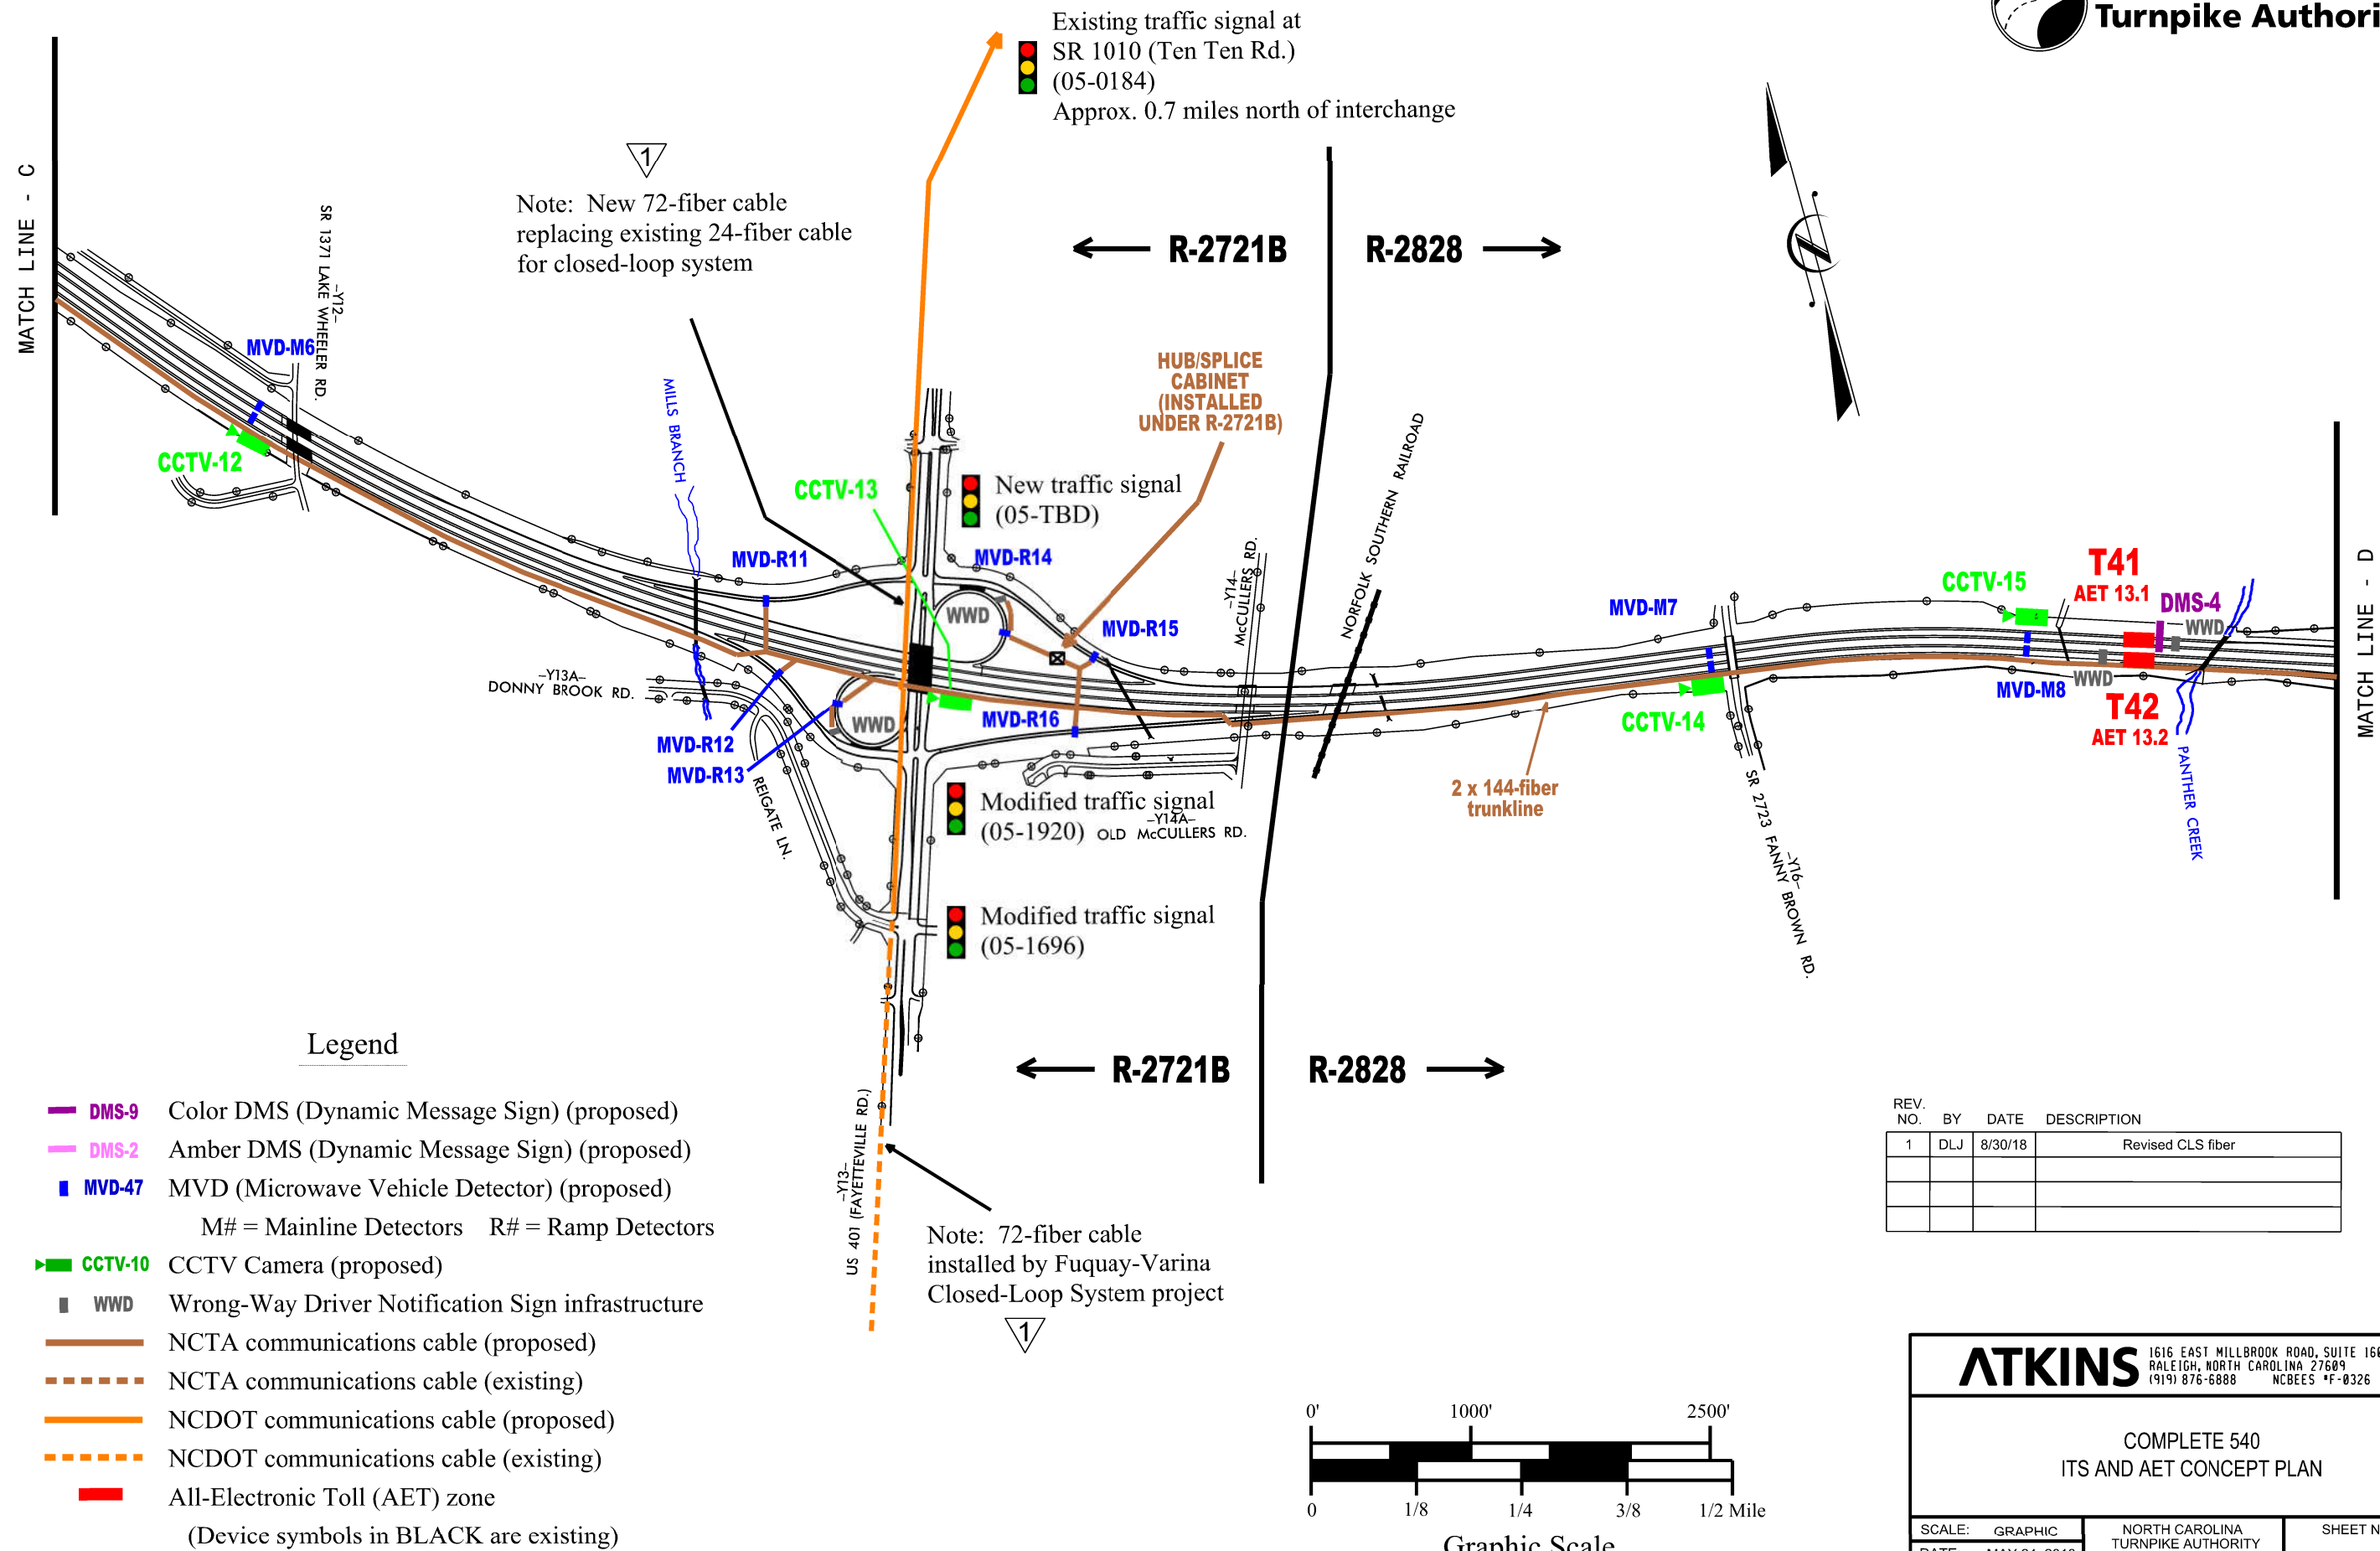 Turnpike Authori
Existing traffic signal at
SR 1010 (Ten Ten Rd.)
(05-0184)
Approx. 0.7 miles north of interchange
MATCH LINE - C
1
Note: New 72-fiber cable
replacing existing 24-fiber cable
for closed-loop system
R-2721B
R-2828
N
-Y12-
SR 1371 LAKE WHEELER RD.
MVD-M6
CCTV-12
MILLS BRANCH
HUB/SPLICE
CABINET
(INSTALLED
UNDER R-2721B)
NORFOLK SOUTHERN RAILROAD
CCTV-13
New traffic signal
(05-TBD)
MVD-R11
MVD-R14
WWD
MVD-R15
-Y14-
McCULLERS RD.
MVD-M7
CCTV-15
T41
AET 13.1
DMS-4
WWD
MATCH LINE - D
-Y13A-
DONNY BROOK RD.
WWD
MVD-R16
MVD-R12
MVD-R13
REIGATE LN.
CCTV-14
WWD
MVD-M8
T42
AET 13.2
PANTHER CREEK
2 x 144-fiber
trunkline
-Y16-
SR 2723 FANNY BROWN RD.
Modified traffic signal
(05-1920)
-Y14A-
OLD McCULLERS RD.
Modified traffic signal
(05-1696)
R-2721B
R-2828
-Y13-
US 401 (FAYETTEVILLE RD.)
Note: 72-fiber cable
installed by Fuquay-Varina
Closed-Loop System project
1
Legend
DMS-9 Color DMS (Dynamic Message Sign) (proposed)
DMS-2 Amber DMS (Dynamic Message Sign) (proposed)
MVD-47 MVD (Microwave Vehicle Detector) (proposed)
M# = Mainline Detectors R# = Ramp Detectors
CCTV-10 CCTV Camera (proposed)
WWD Wrong-Way Driver Notification Sign infrastructure
NCTA communications cable (proposed)
NCTA communications cable (existing)
NCDOT communications cable (proposed)
NCDOT communications cable (existing)
All-Electronic Toll (AET) zone
(Device symbols in BLACK are existing)
0' 1000' 2500'
0 1/8 1/4 3/8 1/2 Mile
Graphic Scale
REV.
NO. BY DATE DESCRIPTION
1 DLJ 8/30/18 Revised CLS fiber
ATKINS
1616 EAST MILLBROOK ROAD, SUITE 160
RALEIGH, NORTH CAROLINA 27609
(919) 876-6888 NCBEES #F-0326
COMPLETE 540
ITS AND AET CONCEPT PLAN
SCALE: GRAPHIC
NORTH CAROLINA
TURNPIKE AUTHORITY
SHEET N